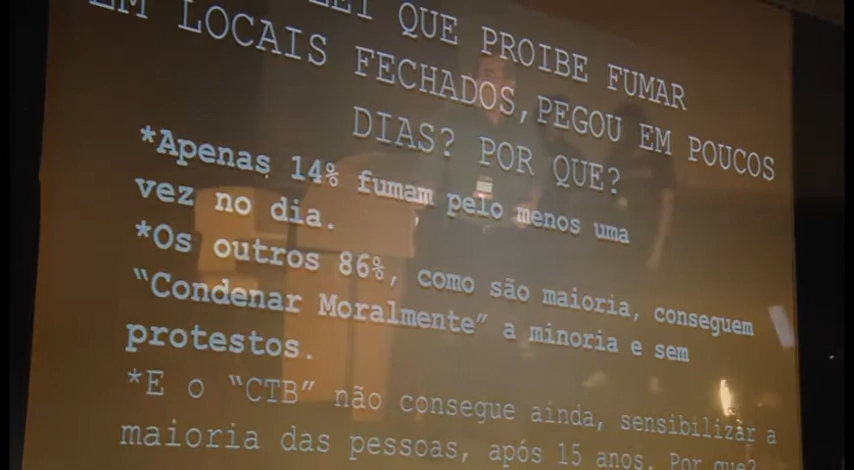 LEI QUE PROIBE FUMAR
EM LOCAIS FECHADOS,PEGOU EM POUCOS
DIAS? POR QUE?
*Apenas 14% fumam pelo menos uma
vez no dia.
*Os outros 86%, como são maioria, conseguem
“Condenar Moralmente” a minoria e sem
protestos.
*E o “CTB” não consegue ainda, sensibilizar a
maioria das pessoas, após 15 anos. Por que?